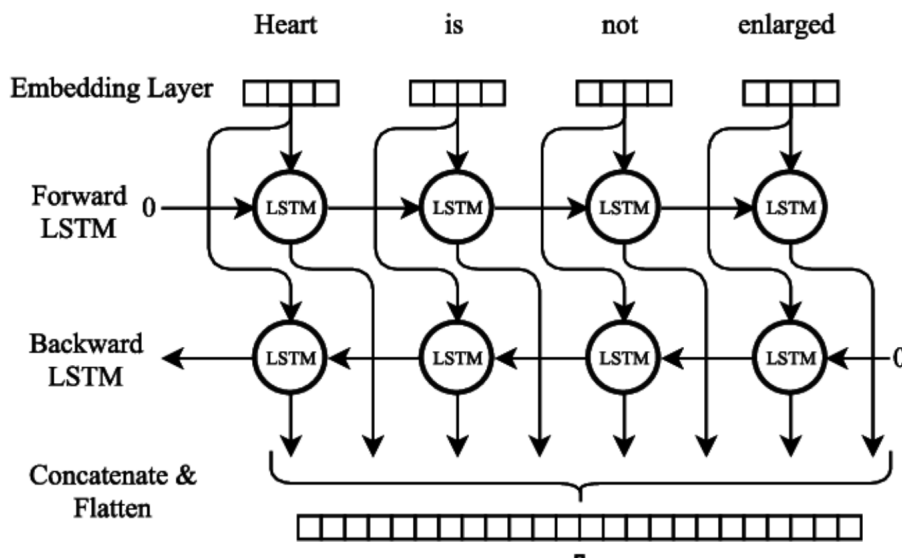 Heart is not enlarged
Embedding Layer
Forward
LSTM
0
LSTM LSTM LSTM LSTM
Backward
LSTM
LSTM LSTM LSTM LSTM
0
Concatenate &
Flatten